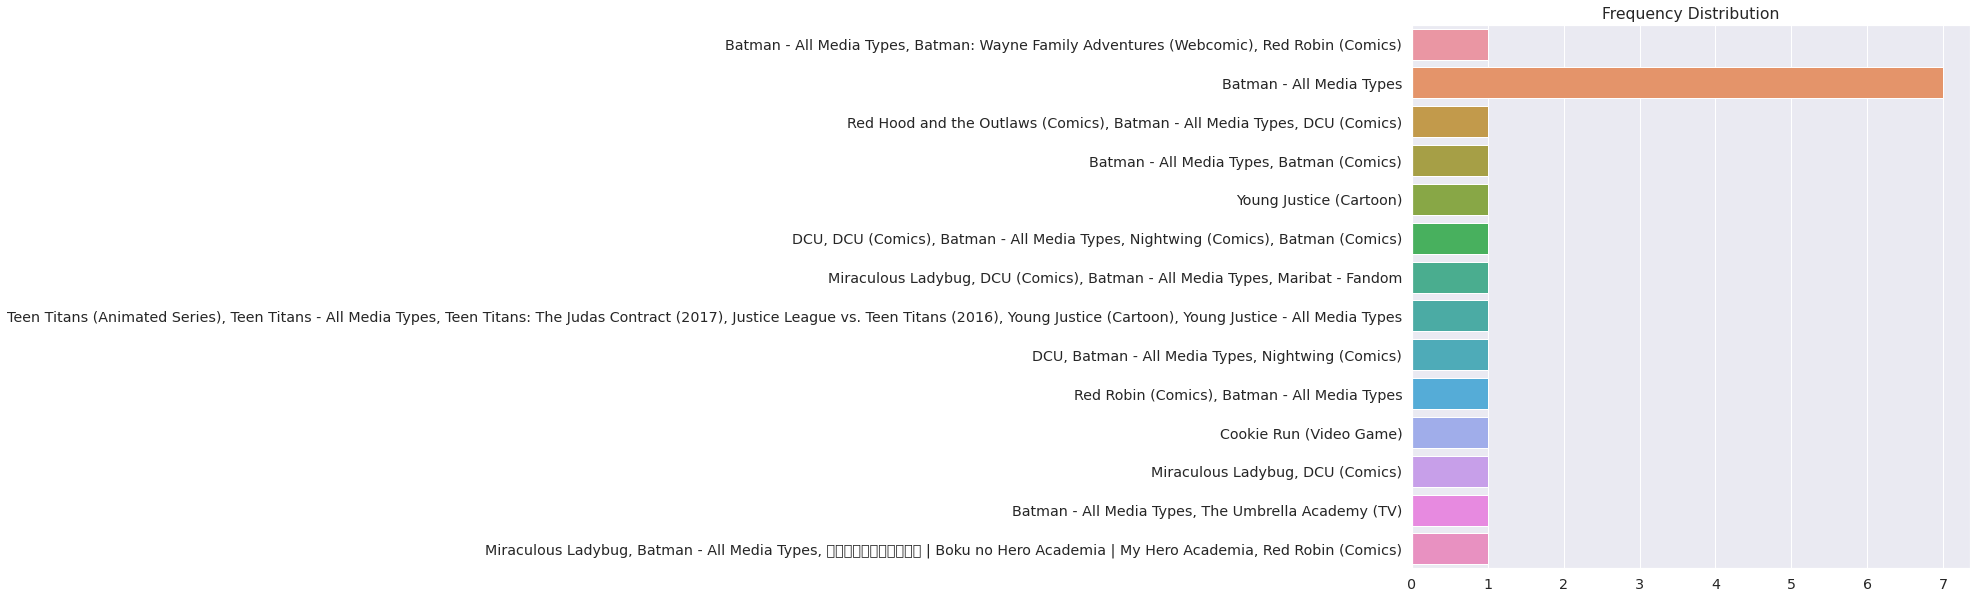 Frequency Distribution
Batman - All Media Types, Batman: Wayne Family Adventures (Webcomic), Red Robin (Comics)
Batman - All Media Types
Red Hood and the Outlaws (Comics), Batman - All Media Types, DCU (Comics)
Batman - All Media Types, Batman (Comics)
Young Justice (Cartoon)
DCU, DCU (Comics), Batman - All Media Types, Nightwing (Comics), Batman (Comics)
Miraculous Ladybug, DCU (Comics), Batman - All Media Types, Maribat - Fandom
Teen Titans (Animated Series), Teen Titans - All Media Types, Teen Titans: The Judas Contract (2017), Justice League vs. Teen Titans (2016), Young Justice (Cartoon), Young Justice - All Media Types
DCU, Batman - All Media Types, Nightwing (Comics)
Red Robin (Comics), Batman - All Media Types
Cookie Run (Video Game)
Miraculous Ladybug, DCU (Comics)
Batman - All Media Types, The Umbrella Academy (TV)
Miraculous Ladybug, Batman - All Media Types, | Boku no Hero Academia | My Hero Academia, Red Robin (Comics)
0 1 2 3 4 5 6 7